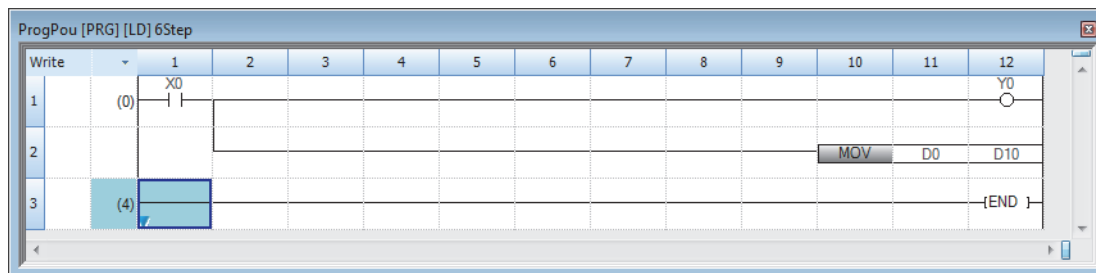 ProgPou [PRG] [LD] 6Step
Write 1 2 3 4 5 6 7 8 9 10 11 12
X0 Y0
1 (0)
2 MOV D0 D10
3 (4) END